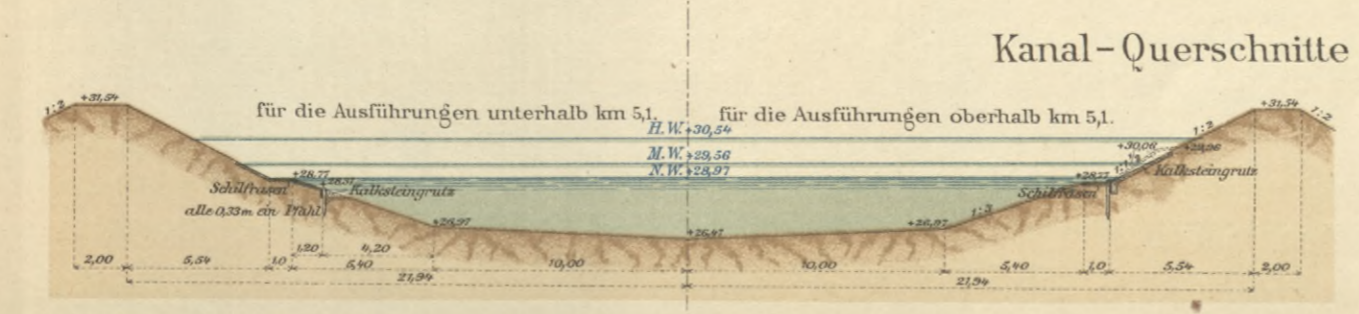 Kanal-Querschnitte
für die Ausführungen unterhalb km 5,1.
für die Ausführungen oberhalb km 5,1.
H.W. +30,54
M.W. +29,56
N.W. +28,97
1:2 +31,54
+28,77
Schilfrasen Kalksteingrutz
alle 0,33m ein Pfahl
+26,97
+26,47
+26,97
1:3
+31,54 1:2
1:2
+30,06
Kalksteingrutz
Schilfrasen
1,20 4,20
2,00 5,54 1,0 5,40 10,00
10,00 5,40 1,0 5,54 2,00
21,94
21,94